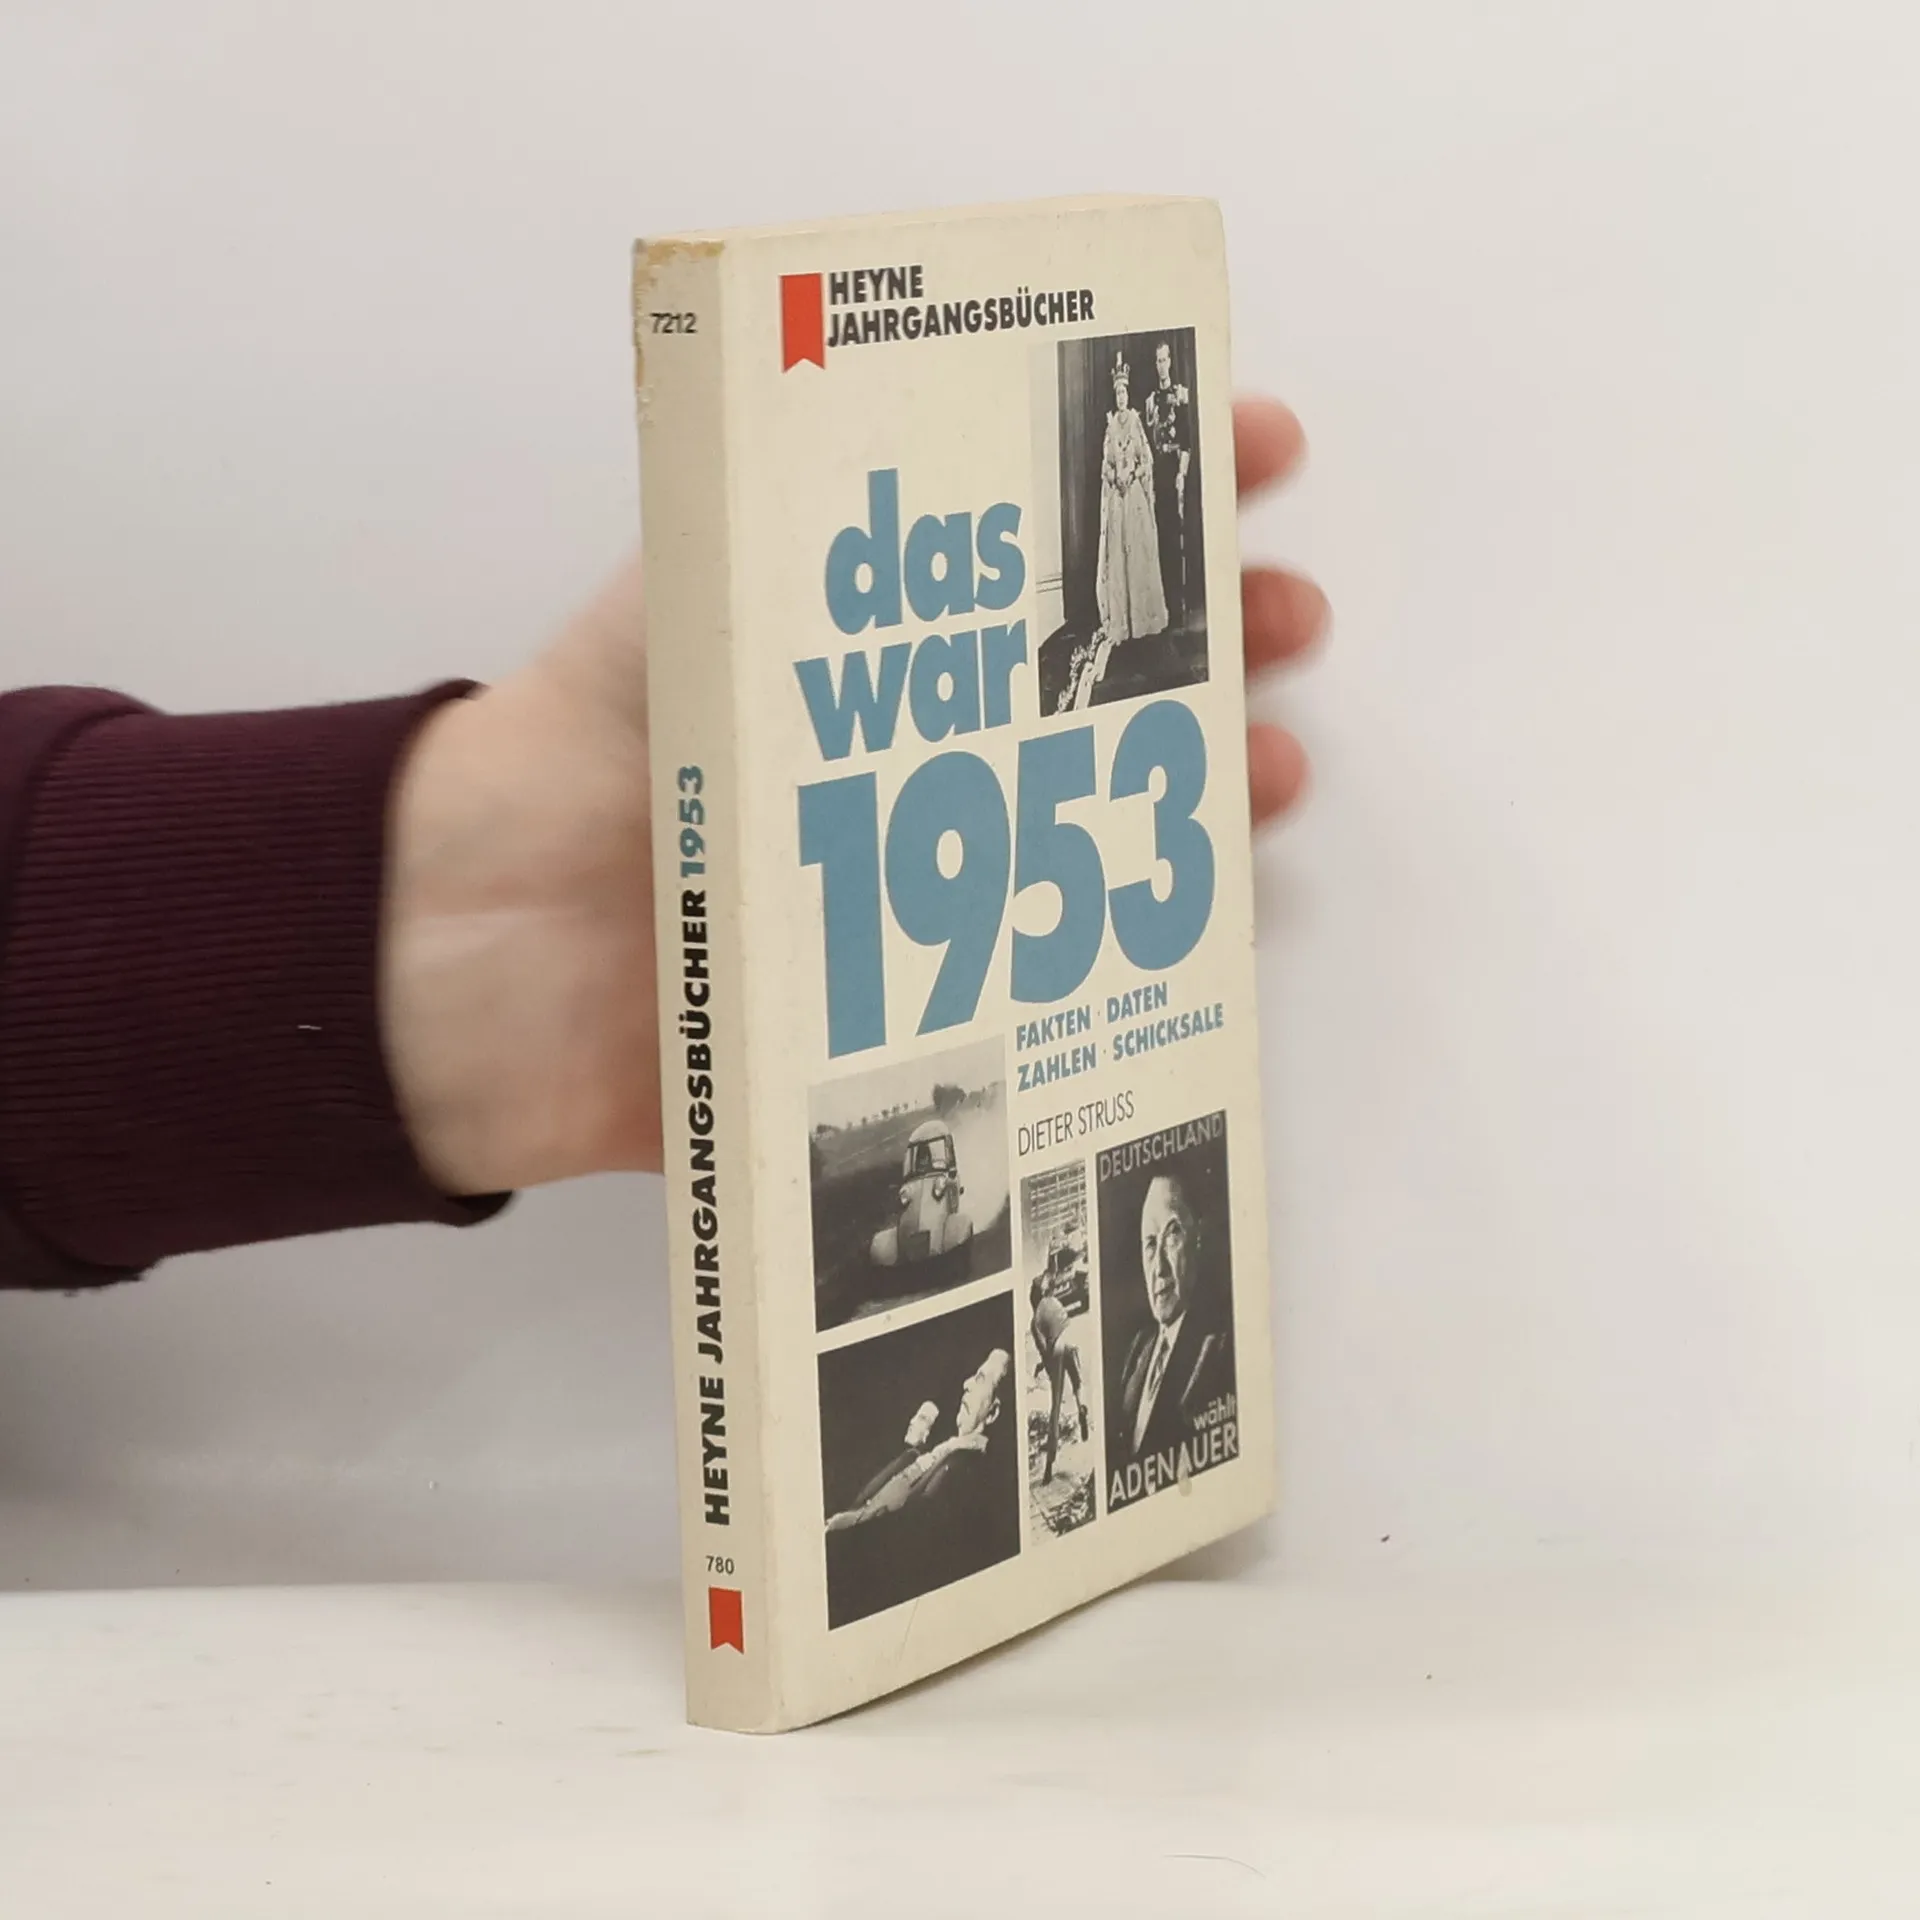 7212
HEYNE JAHRGANGSBÜCHER 1953
780
HEYNE
JAHRGANGSBÜCHER
das
war
1953
FAKTEN · DATEN
ZAHLEN · SCHICKSALE
DIETER STRUSS
DEUTSCHLAND
wählt
ADENAUER